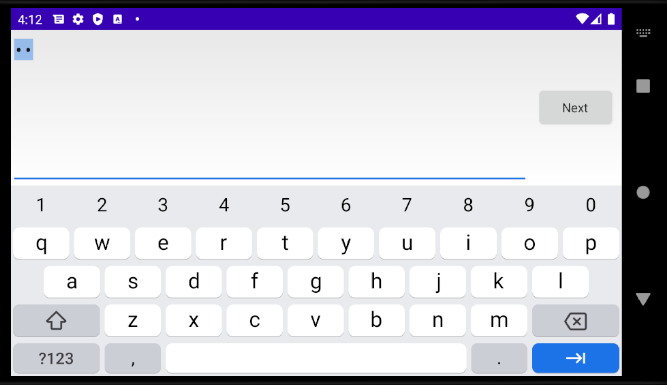 4:12
••
Next
1 2 3 4 5 6 7 8 9 0
q w e r t y u i o p
a s d f g h j k l
z x c v b n m
?123 , .